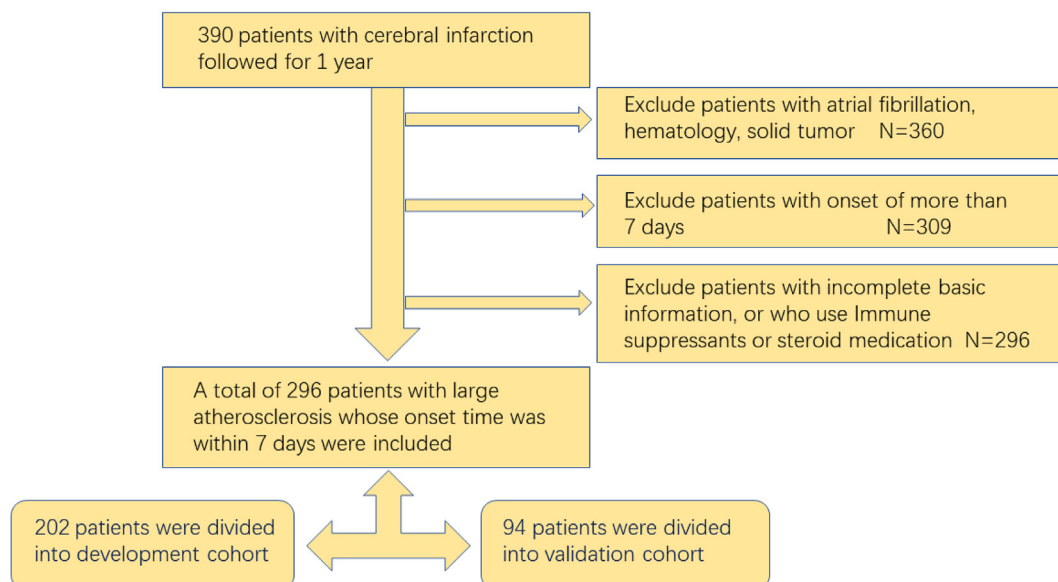 390 patients with cerebral infarction
followed for 1 year
Exclude patients with atrial fibrillation,
hematology, solid tumor N=360
Exclude patients with onset of more than
7 days N=309
Exclude patients with incomplete basic
information, or who use Immune
suppressants or steroid medication N=296
A total of 296 patients with large
atherosclerosis whose onset time was
within 7 days were included
202 patients were divided
into development cohort
94 patients were divided
into validation cohort